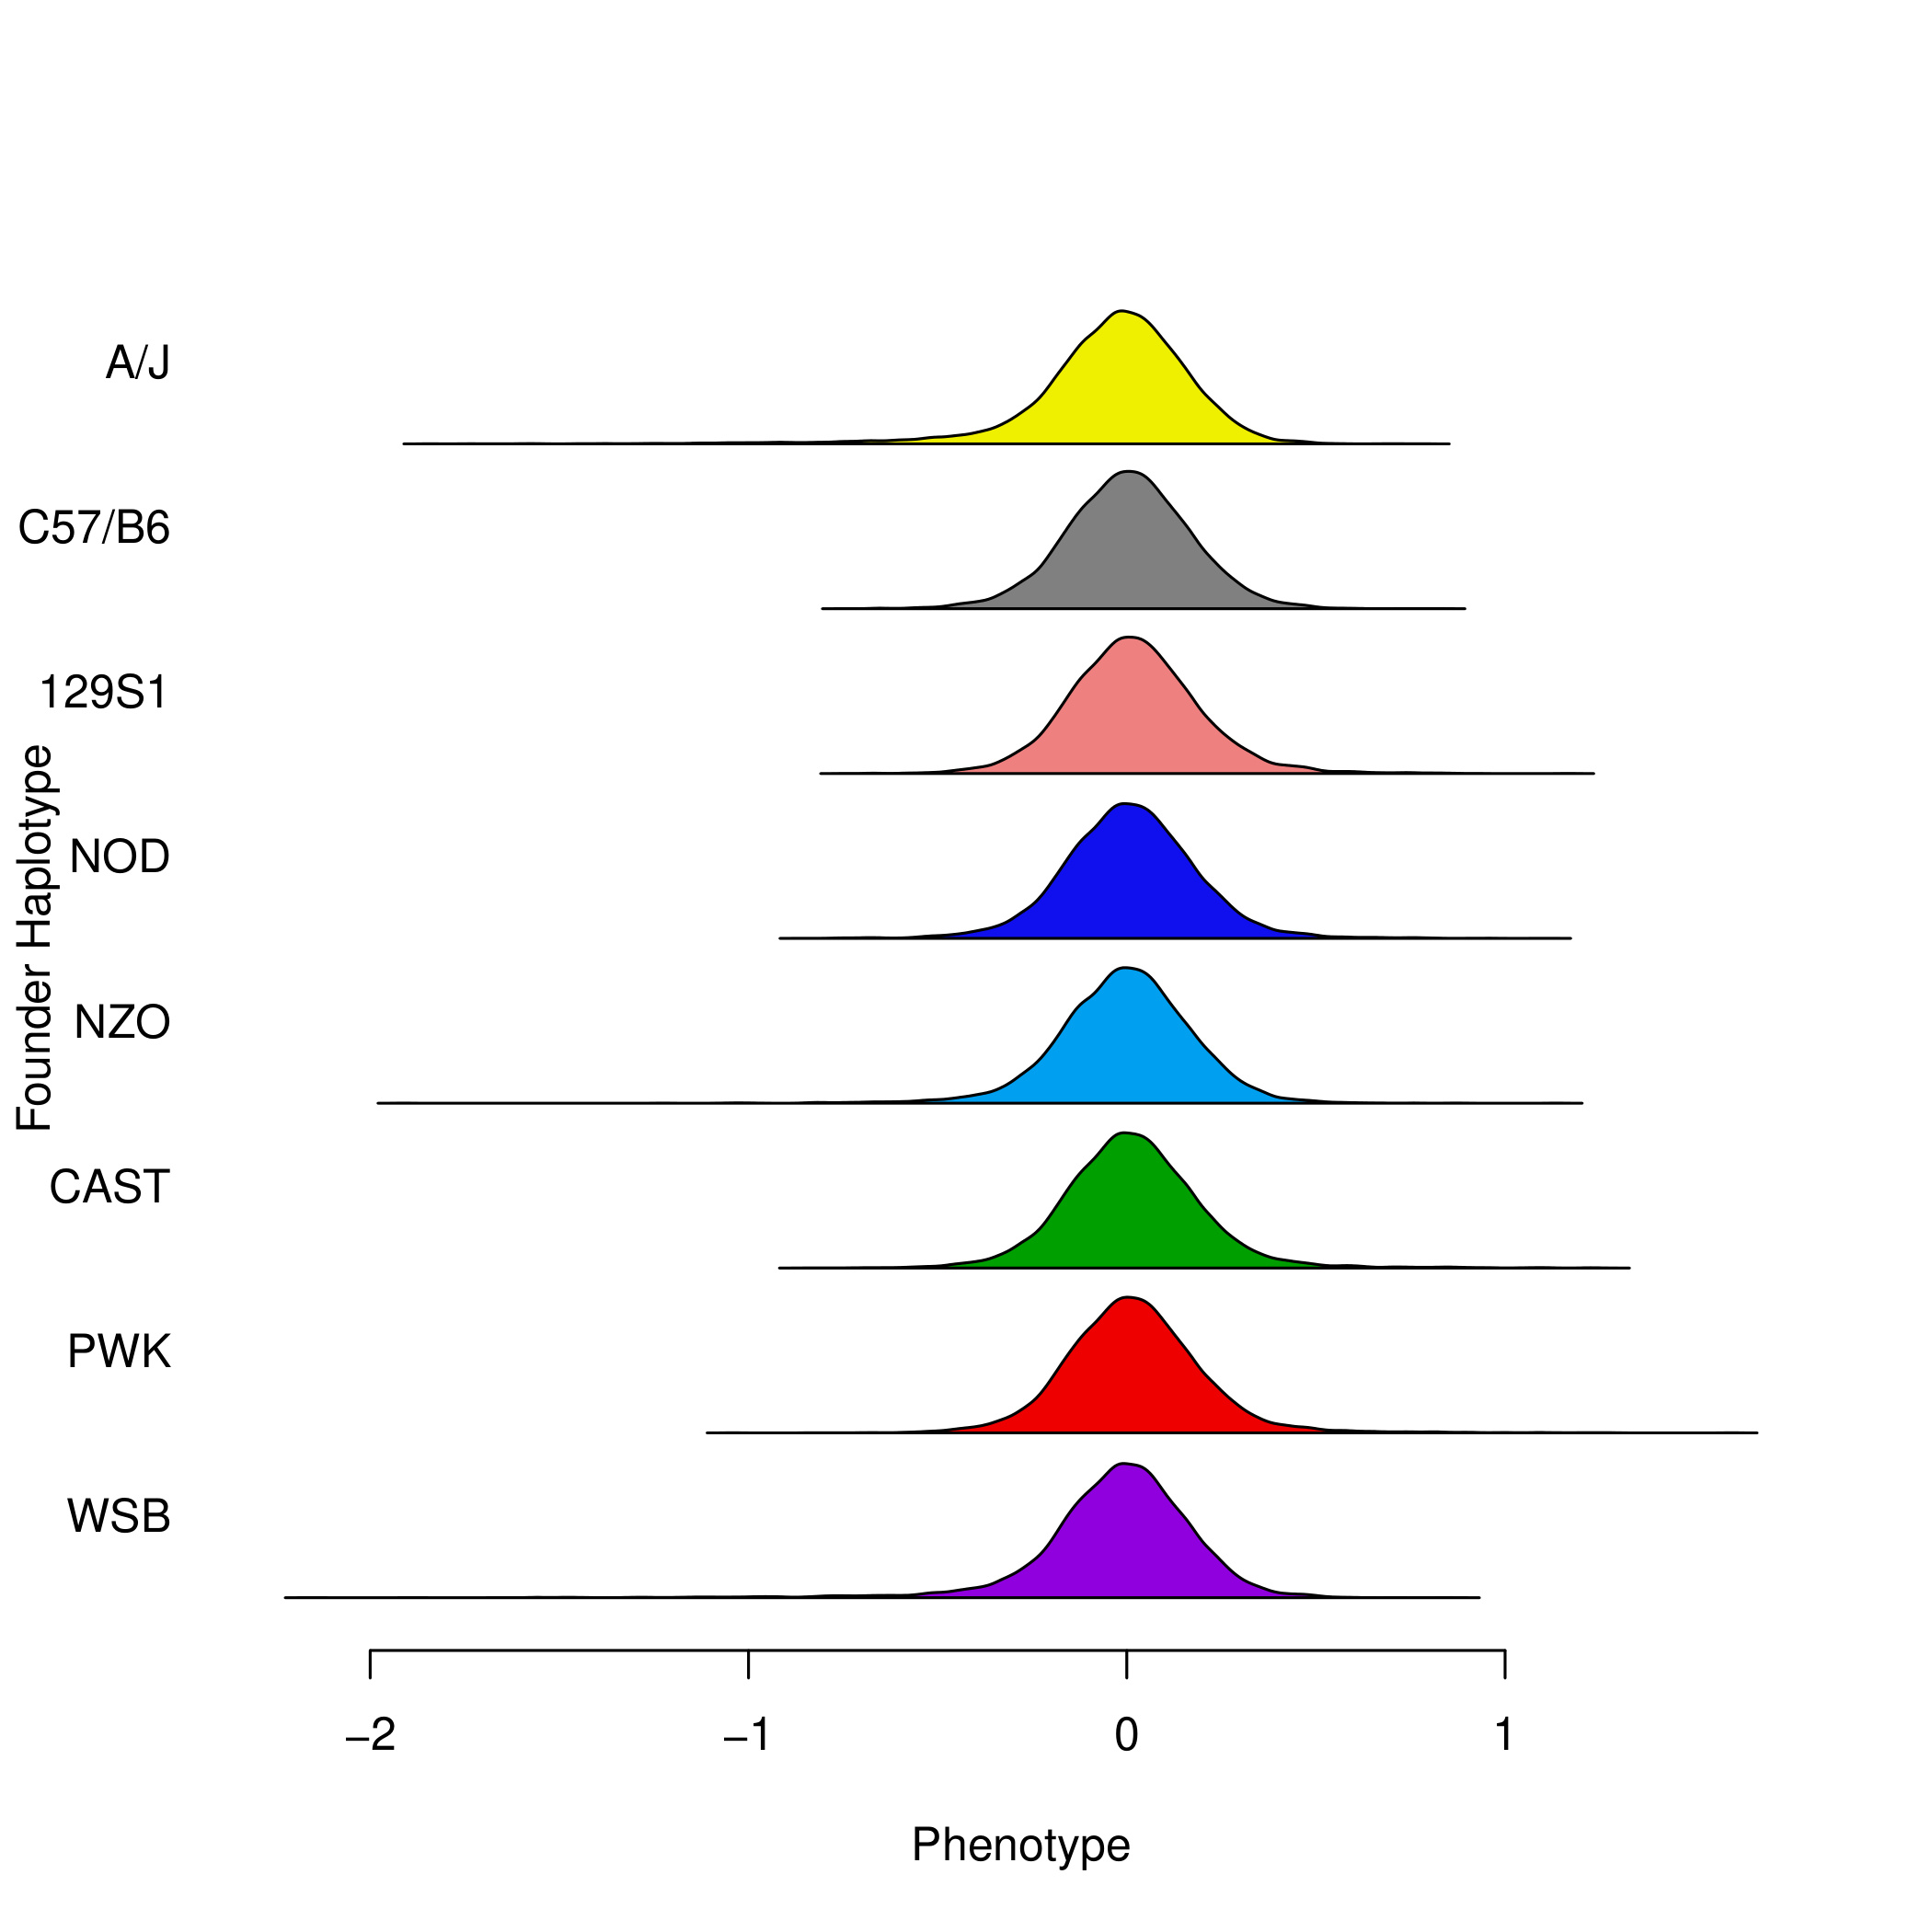 A/J
C57/B6
129S1
NOD
NZO
CAST
PWK
WSB
Founder Haplotype
−2 −1 0 1
Phenotype